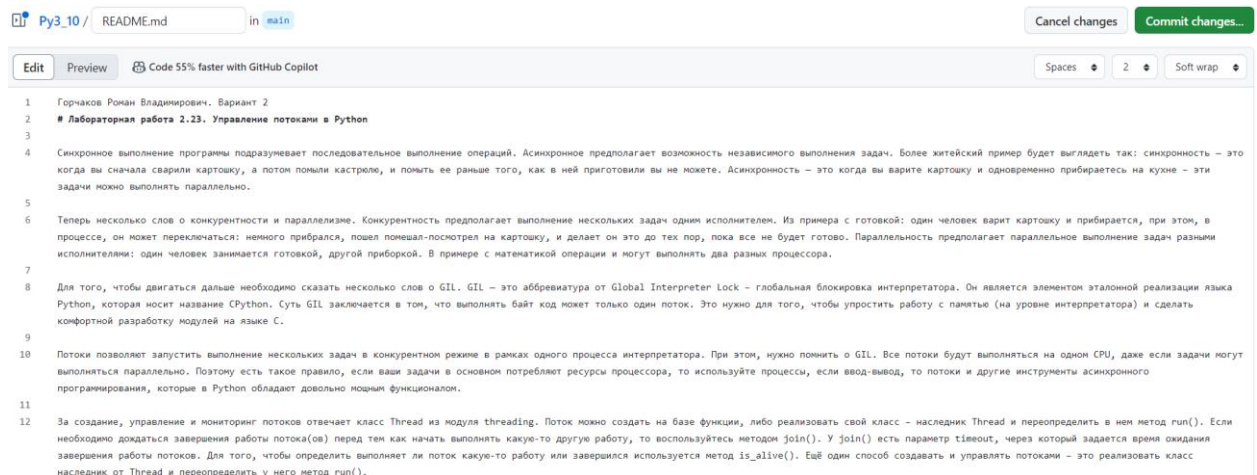 Py3_10 / README.md in main Cancel changes Commit changes...
Edit Preview Code 55% faster with GitHub Copilot Spaces 2 Soft wrap
1 Горчаков Роман Владимирович. Вариант 2
2 # Лабораторная работа 2.23. Управление потоками в Python
3
4 Синхронное выполнение программы подразумевает последовательное выполнение операций. Асинхронное предполагает возможность независимого выполнения задач. Более житейский пример будет выглядеть так: синхронность – это
когда вы сначала сварили картошку, а потом помыли кастрюлю, и помыть ее раньше того, как в ней приготовили вы не можете. Асинхронность – это когда вы варите картошку и одновременно прибираетесь на кухне – эти
задачи можно выполнять параллельно.
5
6 Теперь несколько слов о конкурентности и параллелизме. Конкурентность предполагает выполнение нескольких задач одним исполнителем. Из примера с готовкой: один человек варит картошку и прибирается, при этом, в
процессе, он может переключаться: немного прибрался, пошел помешал-посмотрел на картошку, и делает он это до тех пор, пока все не будет готово. Параллельность предполагает параллельное выполнение задач разными
исполнителями: один человек занимается готовкой, другой приборкой. В примере с математикой операции и могут выполнять два разных процессора.
7
8 Для того, чтобы двигаться дальше необходимо сказать несколько слов о GIL. GIL – это аббревиатура от Global Interpreter Lock – глобальная блокировка интерпретатора. Он является элементом эталонной реализации языка
Python, которая носит название CPython. Суть GIL заключается в том, что выполнять байт код может только один поток. Это нужно для того, чтобы упростить работу с памятью (на уровне интерпретатора) и сделать
комфортной разработку модулей на языке C.
9
10 Потоки позволяют запустить выполнение нескольких задач в конкурентном режиме в рамках одного процесса интерпретатора. При этом, нужно помнить о GIL. Все потоки будут выполняться на одном CPU, даже если задачи могут
выполняться параллельно. Поэтому есть такое правило, если ваши задачи в основном потребляют ресурсы процессора, то используйте процессы, если ввод-вывод, то потоки и другие инструменты асинхронного
программирования, которые в Python обладают довольно мощным функционалом.
11
12 За создание, управление и мониторинг потоков отвечает класс Thread из модуля threading. Поток можно создать на базе функции, либо реализовать свой класс – наследник Thread и переопределить в нем метод run(). Если
необходимо дождаться завершения работы потока(ов) перед тем как начать выполнять какую-то другую работу, то воспользуйтесь методом join(). У join() есть параметр timeout, через который задается время ожидания
завершения работы потоков. Для того, чтобы определить выполняет ли поток какую-то работу или завершился используется метод is_alive(). Ещё один способ создавать и управлять потоками – это реализовать класс
наследник от Thread и переопределить у него метод run().